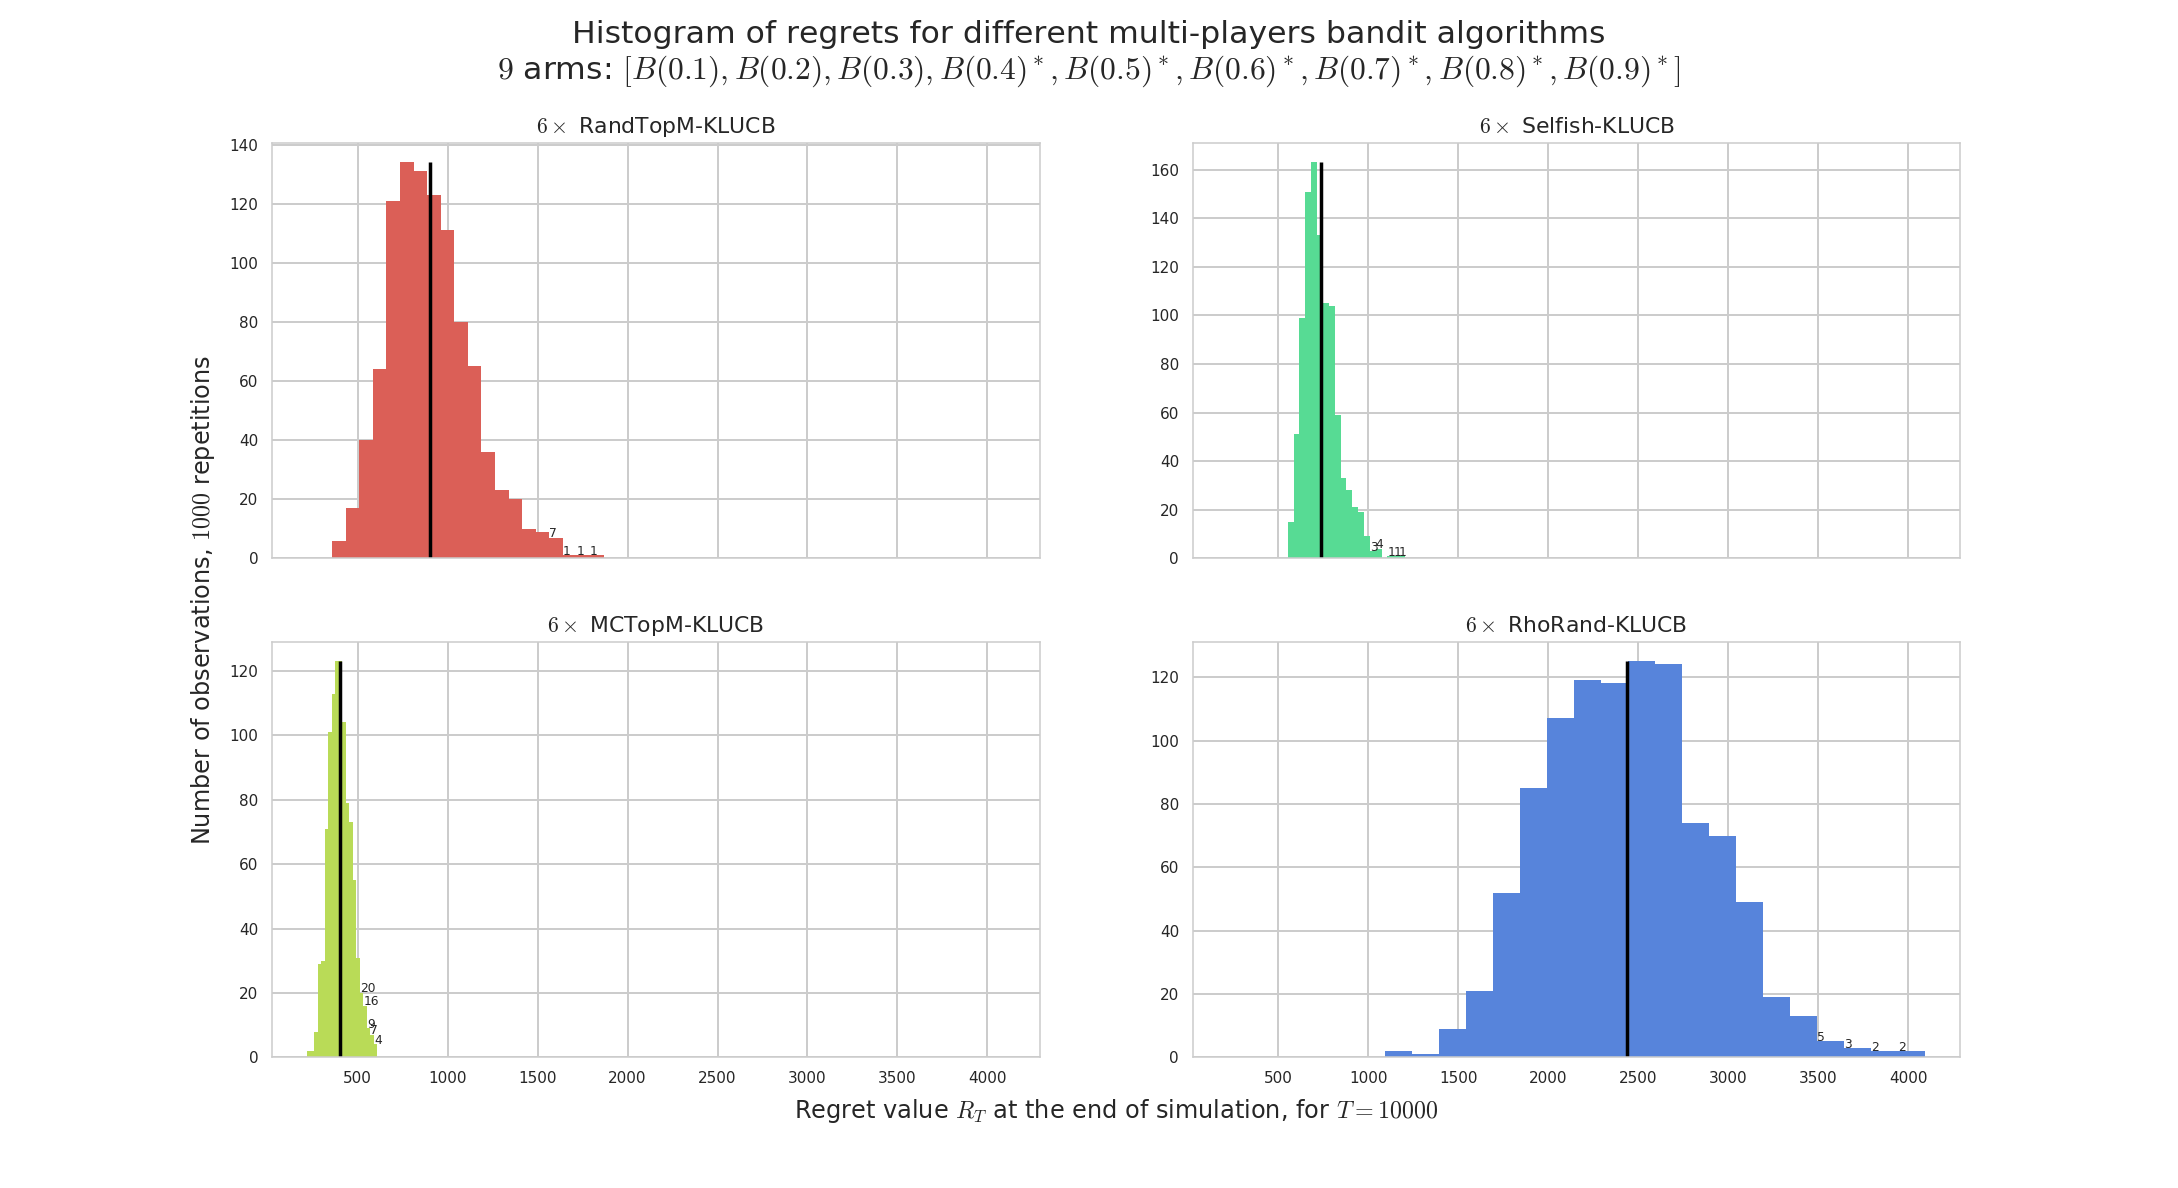 Histogram of regrets for different multi-players bandit algorithms
9 arms: [B(0.1), B(0.2), B(0.3), B(0.4)*, B(0.5)*, B(0.6)*, B(0.7)*, B(0.8)*, B(0.9)*]
6× RandTopM-KLUCB
140
120
100
80
60
40
20
0
7
1 1 1
6× Selfish-KLUCB
160
140
120
100
80
60
40
20
0
3 4
1 1 1
Number of observations, 1000 repetitions
6× MCTopM-KLUCB
120
100
80
60
40
20
0
20
16
9
7
4
500 1000 1500 2000 2500 3000 3500 4000
6× RhoRand-KLUCB
120
100
80
60
40
20
0
5 3 2 2
500 1000 1500 2000 2500 3000 3500 4000
Regret value R_T at the end of simulation, for T = 10000